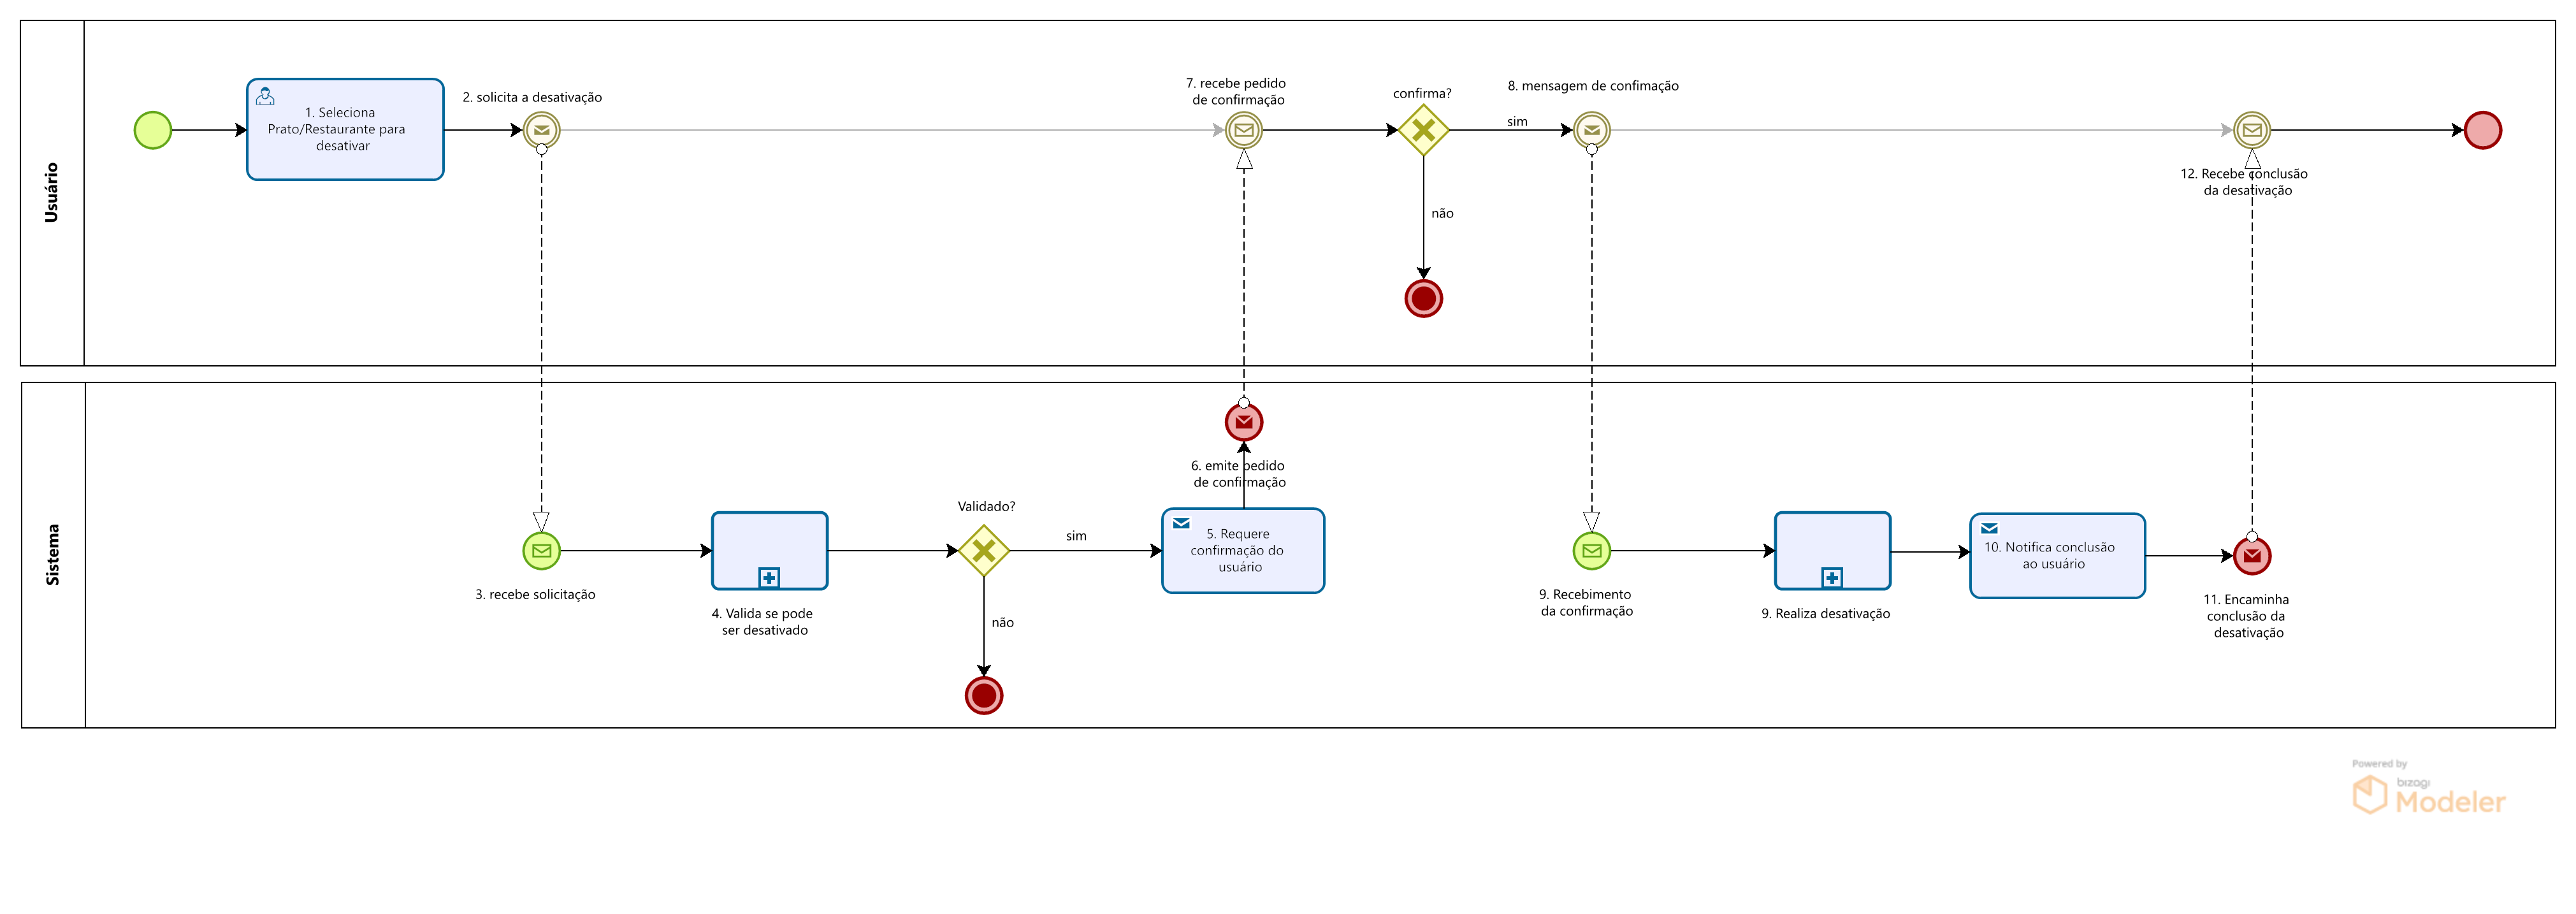 Usuário
1. Seleciona
Prato/Restaurante para
desativar
2. solicita a desativação
7. recebe pedido
de confirmação
confirma?
sim
não
8. mensagem de confimação
12. Recebe conclusão
da desativação
Sistema
3. recebe solicitação
4. Valida se pode
ser desativado
Validado?
sim
não
5. Requere
confirmação do
usuário
6. emite pedido
de confirmação
9. Recebimento
da confirmação
9. Realiza desativação
10. Notifica conclusão
ao usuário
11. Encaminha
conclusão da
desativação
Powered by
bizagi
Modeler